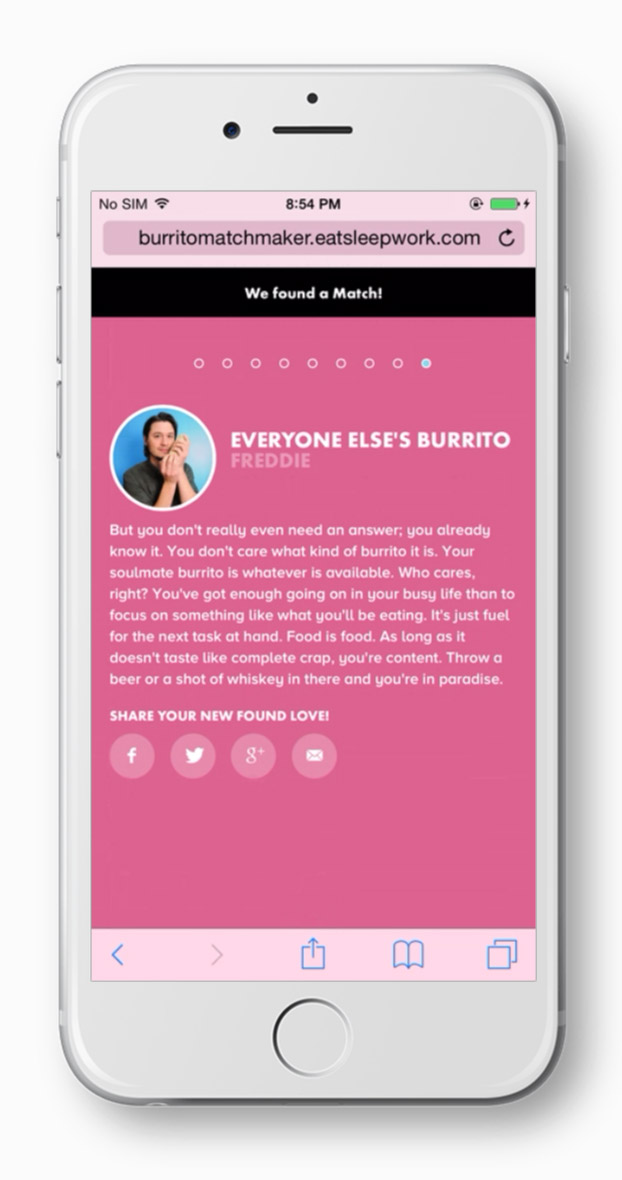 No SIM 8:54 PM
burritomatchmaker.eatsleepwork.com
We found a Match!
EVERYONE ELSE'S BURRITO
FREDDIE
But you don't really even need an answer; you already
know it. You don't care what kind of burrito it is. Your
soulmate burrito is whatever is available. Who cares,
right? You've got enough going on in your busy life than to
focus on something like what you'll be eating. It's just fuel
for the next task at hand. Food is food. As long as it
doesn't taste like complete crap, you're content. Throw a
beer or a shot of whiskey in there and you're in paradise.
SHARE YOUR NEW FOUND LOVE!
f g+